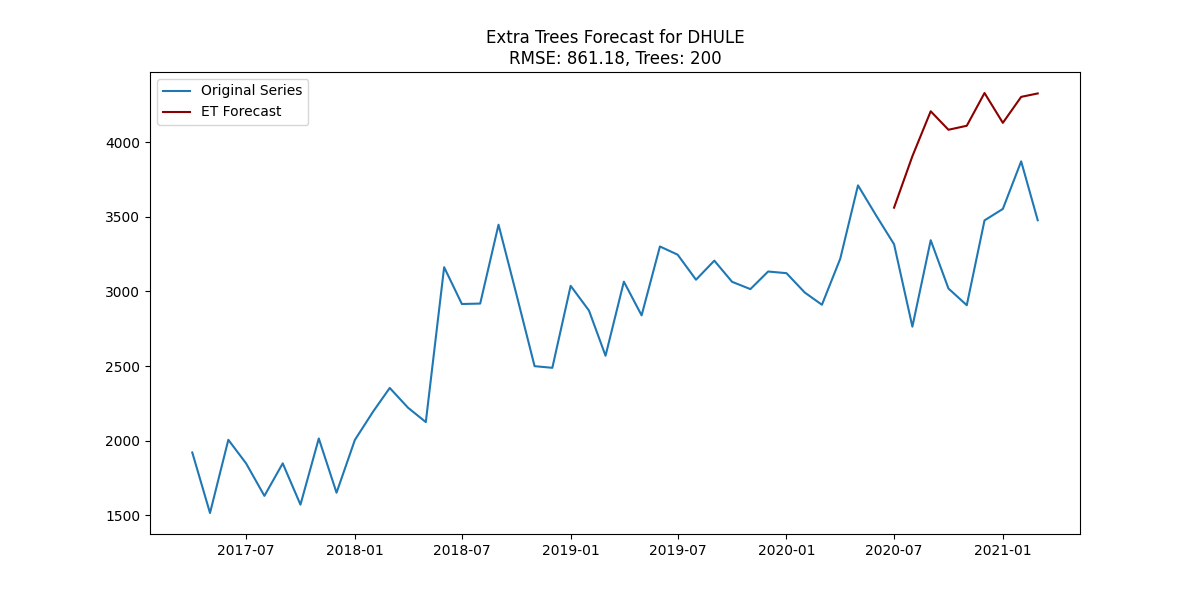 Extra Trees Forecast for DHULE
RMSE: 861.18, Trees: 200
Original Series
ET Forecast
4000
3500
3000
2500
2000
1500
2017-07 2018-01 2018-07 2019-01 2019-07 2020-01 2020-07 2021-01